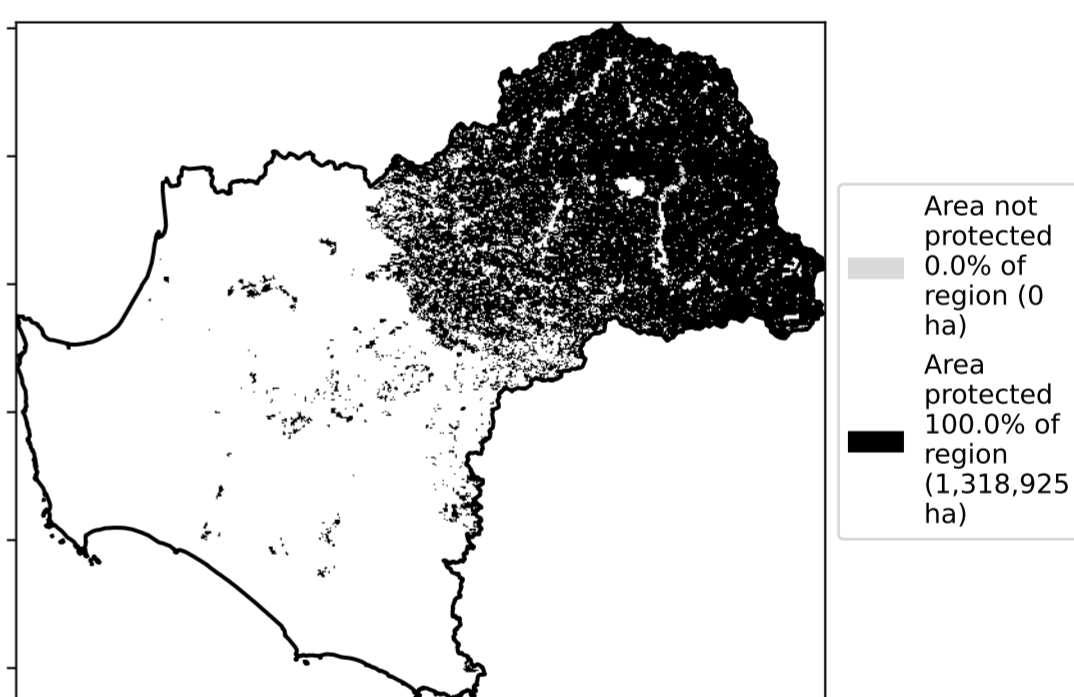 Area not
protected
0.0% of
region (0
ha)
Area
protected
100.0% of
region
(1,318,925
ha)